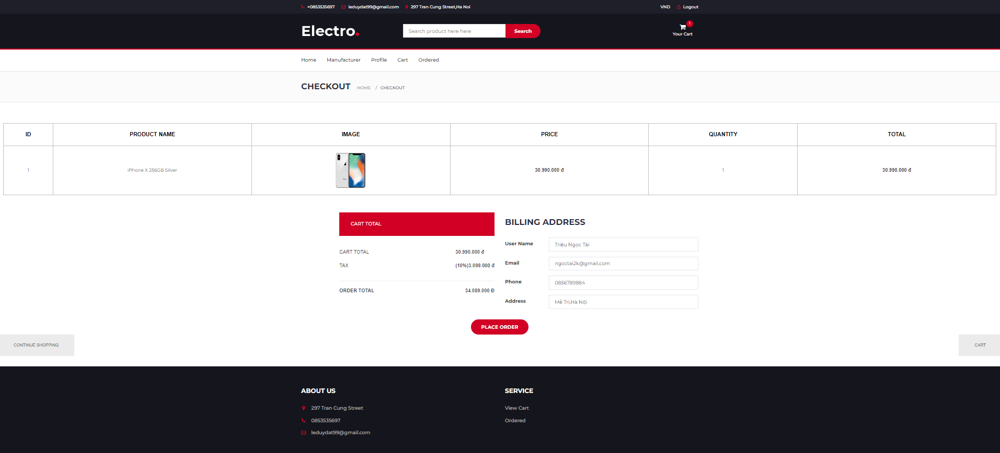 +0853535697 leduydat99@gmail.com 297 Tran Cung Street,Ha Noi VND Logout
Electro. Search product here here Search 1
Your Cart
Home Manufacturer Profile Cart Ordered
CHECKOUT HOME / CHECKOUT
ID PRODUCT NAME IMAGE PRICE QUANTITY TOTAL
1 iPhone X 256GB Silver 30.990.000 đ 1 30.990.000 đ
CART TOTAL
CART TOTAL 30.990.000 đ
TAX (10%)3.099.000 đ
ORDER TOTAL 34.089.000 Đ
BILLING ADDRESS
User Name Triệu Ngọc Tài
Email ngoctai2k@gmail.com
Phone 0856789884
Address Mễ Trì,Hà Nội
PLACE ORDER
CONTINUE SHOPPING CART
ABOUT US
297 Tran Cung Street
0853535697
leduydat99@gmail.com
SERVICE
View Cart
Ordered